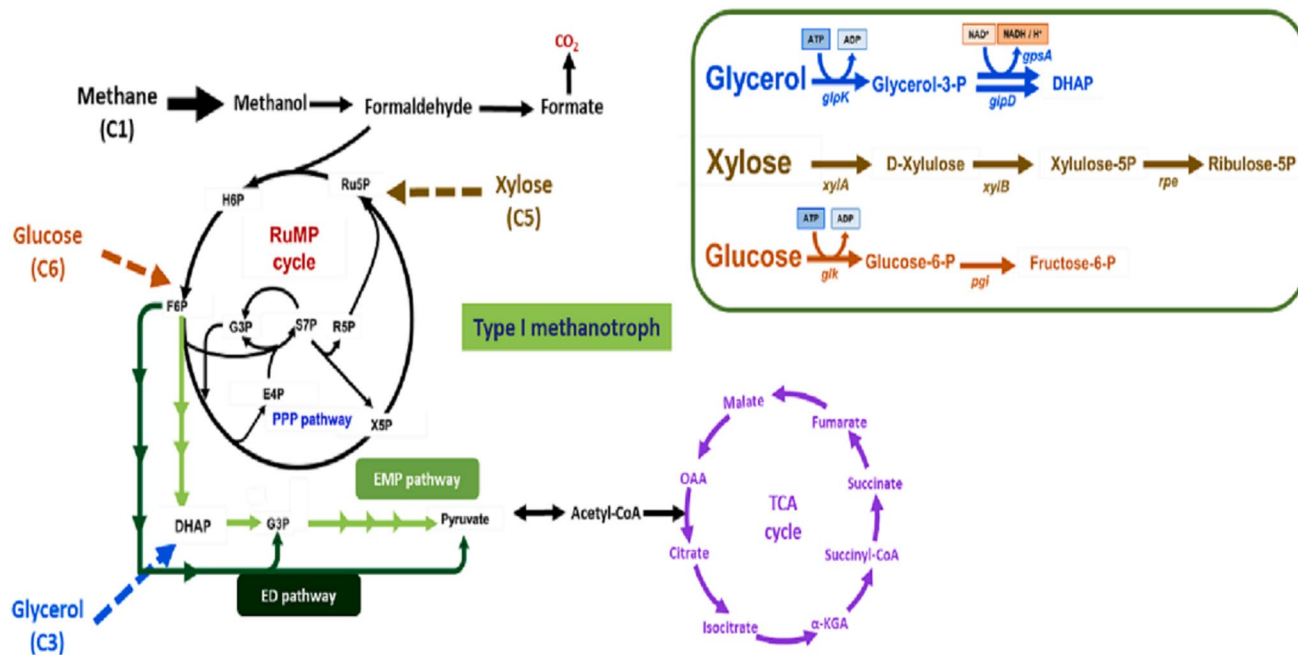 CO2
Methane
(C1)
Methanol
Formaldehyde
Formate
H6P
Ru5P
Xylose
(C5)
Glucose
(C6)
RuMP
cycle
F6P
G3P
S7P
R5P
E4P
PPP pathway
X5P
Type I methanotroph
EMP pathway
DHAP
G3P
Pyruvate
Acetyl-CoA
ED pathway
Glycerol
(C3)
Malate
Fumarate
OAA
Succinate
TCA
cycle
Citrate
Succinyl-CoA
Isocitrate
α-KGA
ATP
ADP
NAD+
NADH / H+
gpsA
Glycerol
Glycerol-3-P
DHAP
glpK
glpD
Xylose
D-Xylulose
Xylulose-5P
Ribulose-5P
xylA
xylB
rpe
ATP
ADP
Glucose
Glucose-6-P
Fructose-6-P
glk
pgi